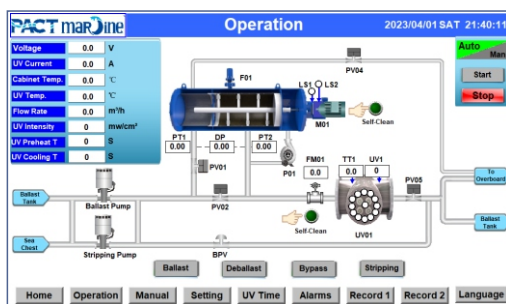 PACT marine
Operation
2023/04/01 SAT 21:40:11
Voltage 0.0 V
UV Current 0.0 A
Cabinet Temp. 0.0 ℃
UV Temp. 0.0 ℃
Flow Rate 0.0 m³/h
UV Intensity 0 mw/cm²
UV Preheat T 0 S
UV Cooling T 0 S
Auto
Man
Start
Stop
F01
LS1 LS2
PV04
M01
Self-Clean
PT1 DP PT2
0.00 0.00 0.00
PV01
P01
FM01 TT1 UV1
0.0 0.0 0
PV05
To Overboard
Ballast Tank
Ballast Pump
PV02
Self-Clean
UV01
Ballast Tank
Sea Chest
Stripping Pump
BPV
Ballast Deballast Bypass Stripping
Home Operation Manual Setting UV Time Alarms Record 1 Record 2 Language